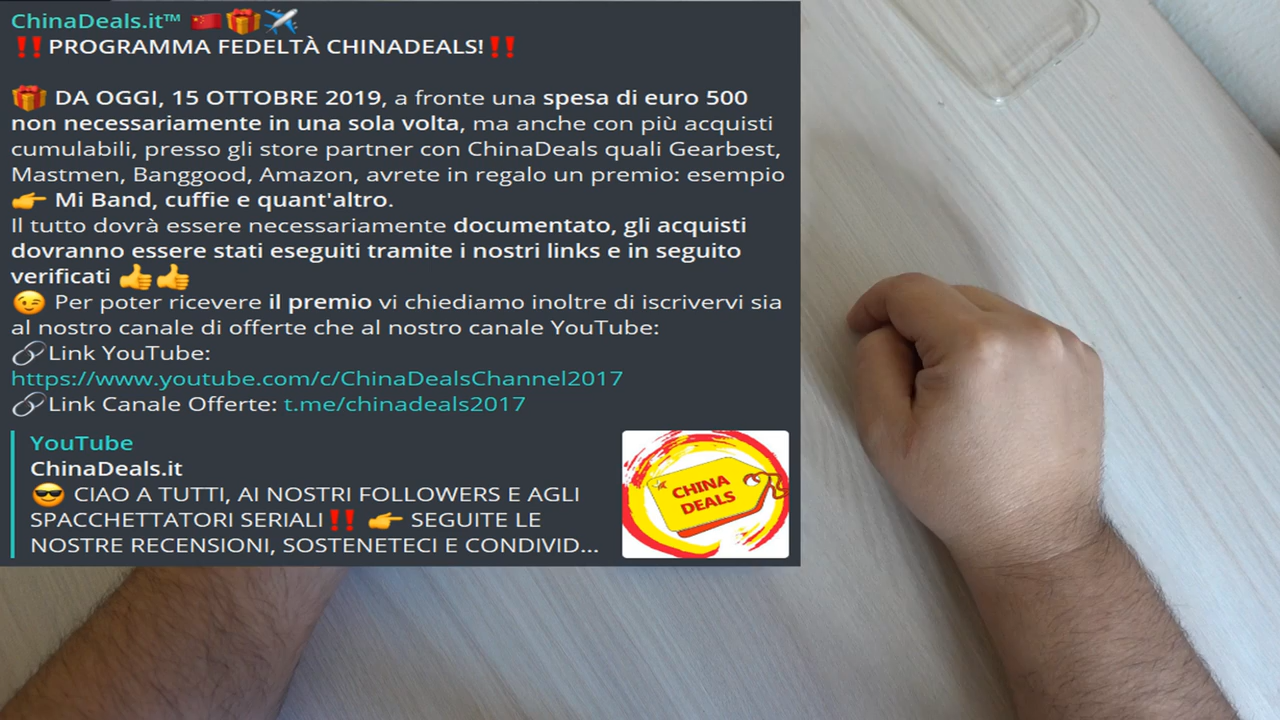 ChinaDeals.it™ 🇨🇳🎁✈️
‼️PROGRAMMA FEDELTÀ CHINADEALS!‼️
🎁 DA OGGI, 15 OTTOBRE 2019, a fronte una spesa di euro 500
non necessariamente in una sola volta, ma anche con più acquisti
cumulabili, presso gli store partner con ChinaDeals quali Gearbest,
Mastmen, Banggood, Amazon, avrete in regalo un premio: esempio
👉 Mi Band, cuffie e quant'altro.
Il tutto dovrà essere necessariamente documentato, gli acquisti
dovranno essere stati eseguiti tramite i nostri links e in seguito
verificati 👍👍
😉 Per poter ricevere il premio vi chiediamo inoltre di iscrivervi sia
al nostro canale di offerte che al nostro canale YouTube:
🔗Link YouTube:
https://www.youtube.com/c/ChinaDealsChannel2017
🔗Link Canale Offerte: t.me/chinadeals2017
YouTube
ChinaDeals.it
😎 CIAO A TUTTI, AI NOSTRI FOLLOWERS E AGLI
SPACCHETTATORI SERIALI‼️ 👉 SEGUITE LE
NOSTRE RECENSIONI, SOSTENETECI E CONDIVID...
CHINA
DEALS